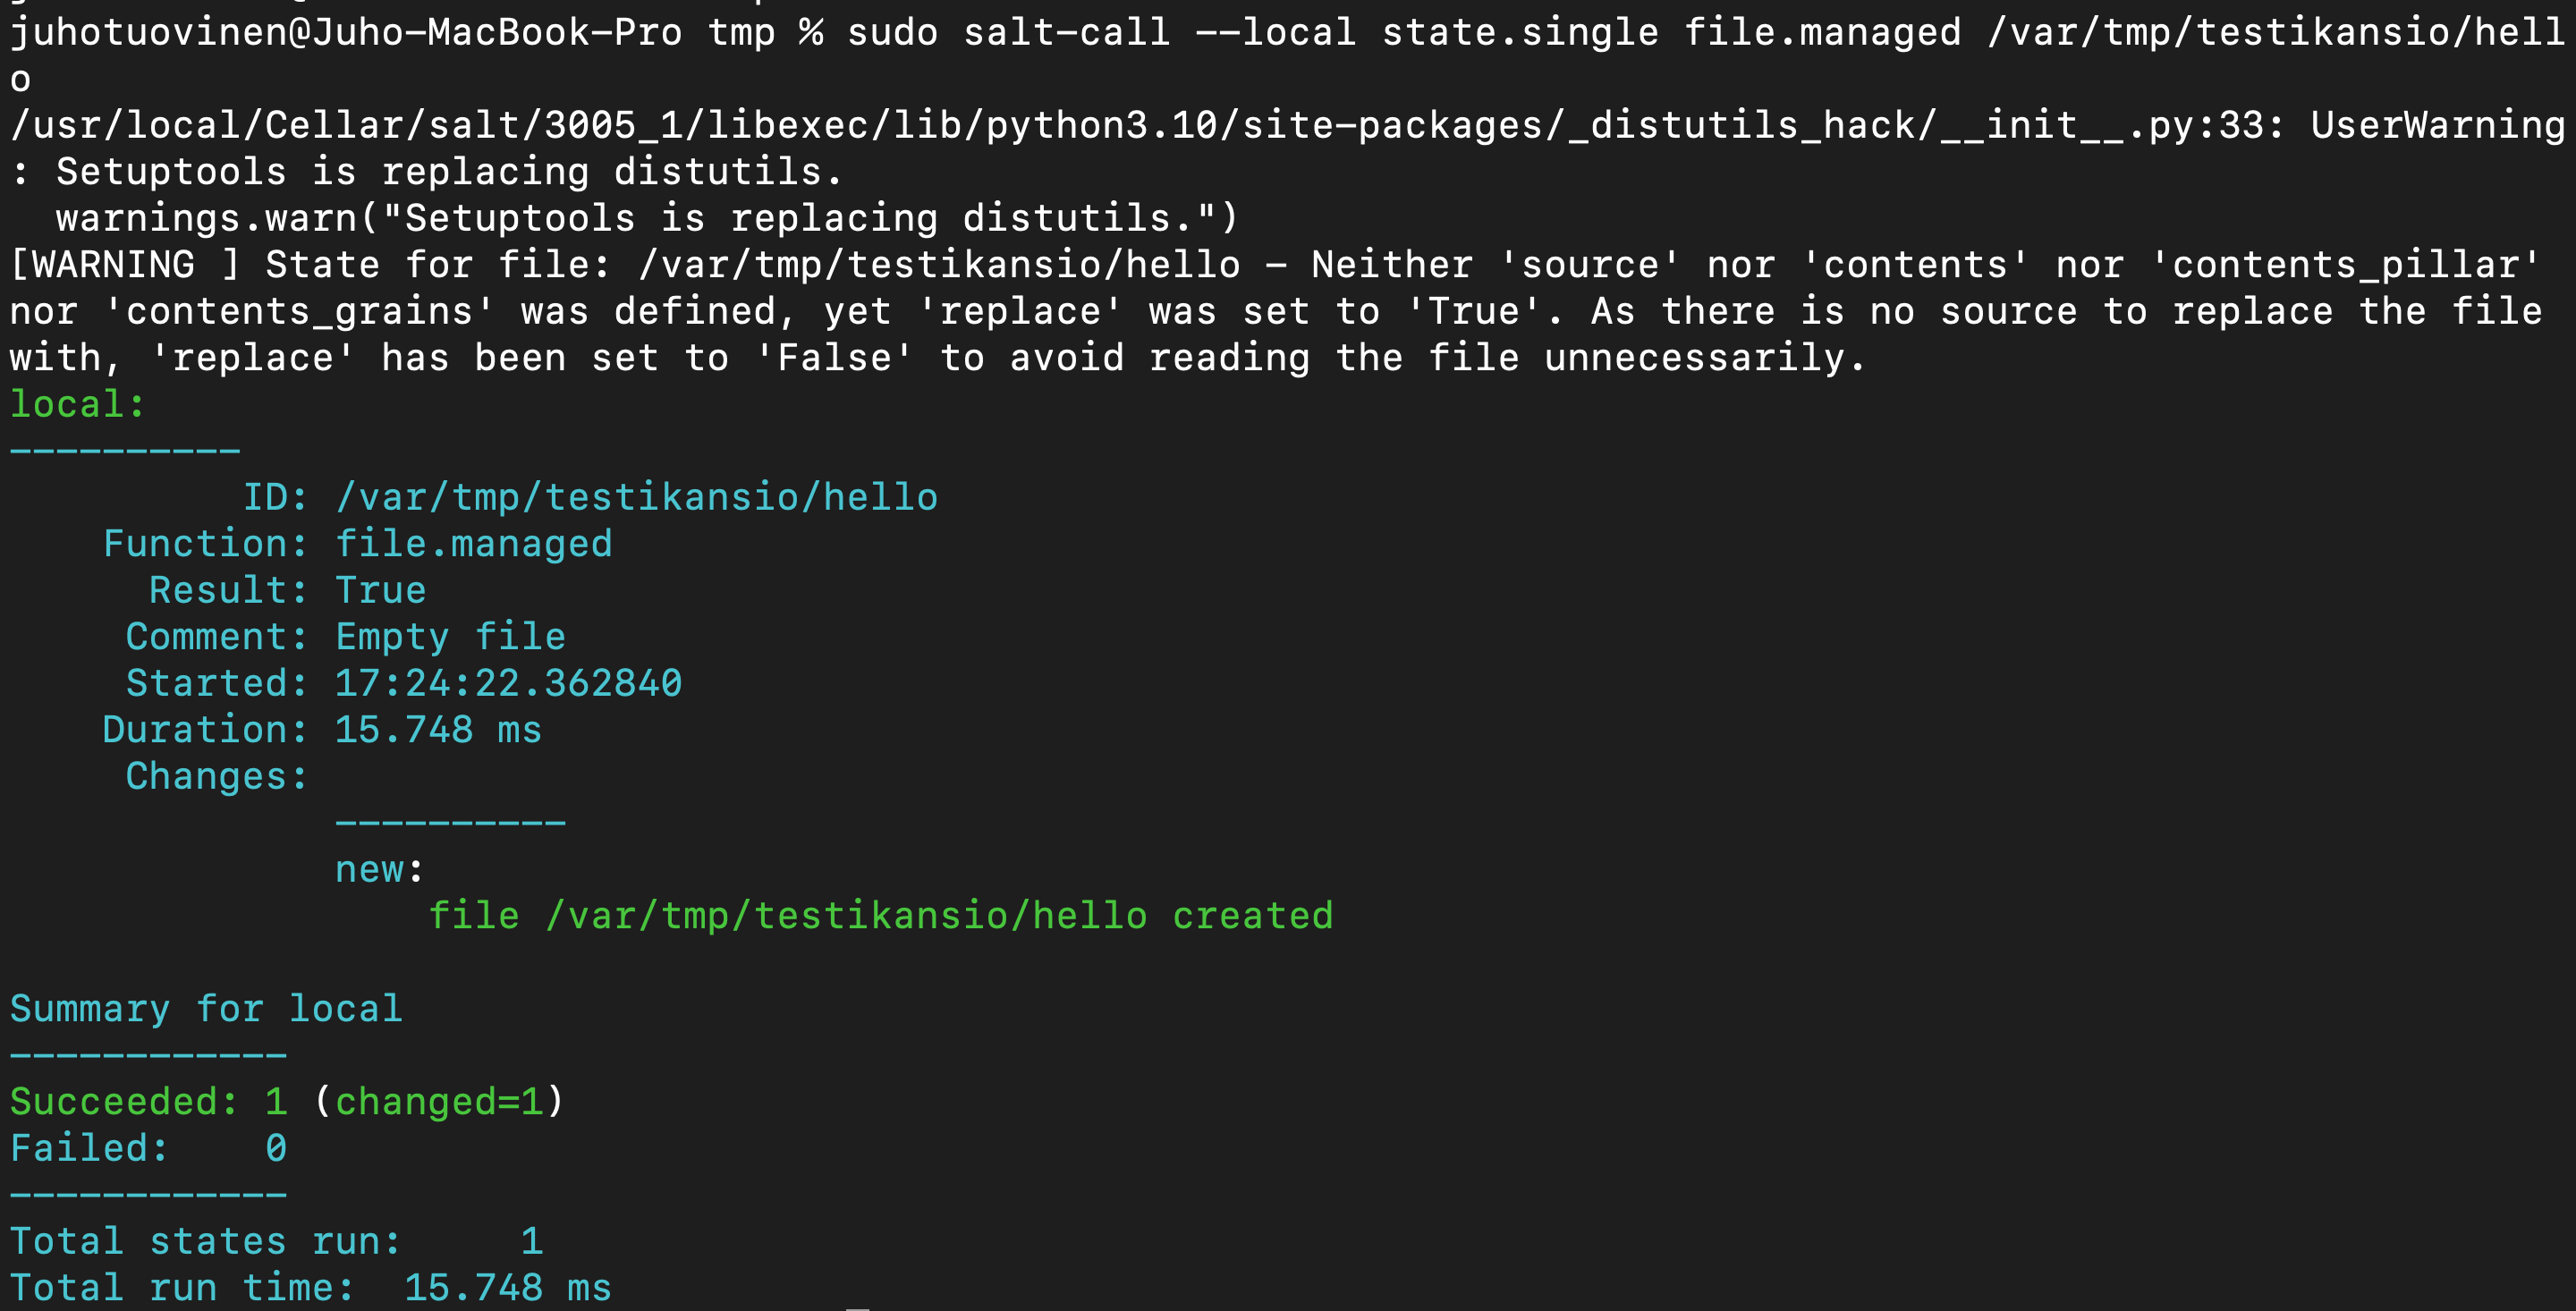 juhotuovinen@Juho-MacBook-Pro tmp % sudo salt-call --local state.single file.managed /var/tmp/testikansio/hell
o
/usr/local/Cellar/salt/3005_1/libexec/lib/python3.10/site-packages/_distutils_hack/__init__.py:33: UserWarning
: Setuptools is replacing distutils.
  warnings.warn("Setuptools is replacing distutils.")
[WARNING ] State for file: /var/tmp/testikansio/hello - Neither 'source' nor 'contents' nor 'contents_pillar'
nor 'contents_grains' was defined, yet 'replace' was set to 'True'. As there is no source to replace the file
with, 'replace' has been set to 'False' to avoid reading the file unnecessarily.
local:
----------
          ID: /var/tmp/testikansio/hello
    Function: file.managed
      Result: True
     Comment: Empty file
     Started: 17:24:22.362840
    Duration: 15.748 ms
     Changes:
              ----------
              new:
                  file /var/tmp/testikansio/hello created

Summary for local
------------
Succeeded: 1 (changed=1)
Failed:    0
------------
Total states run:     1
Total run time:  15.748 ms